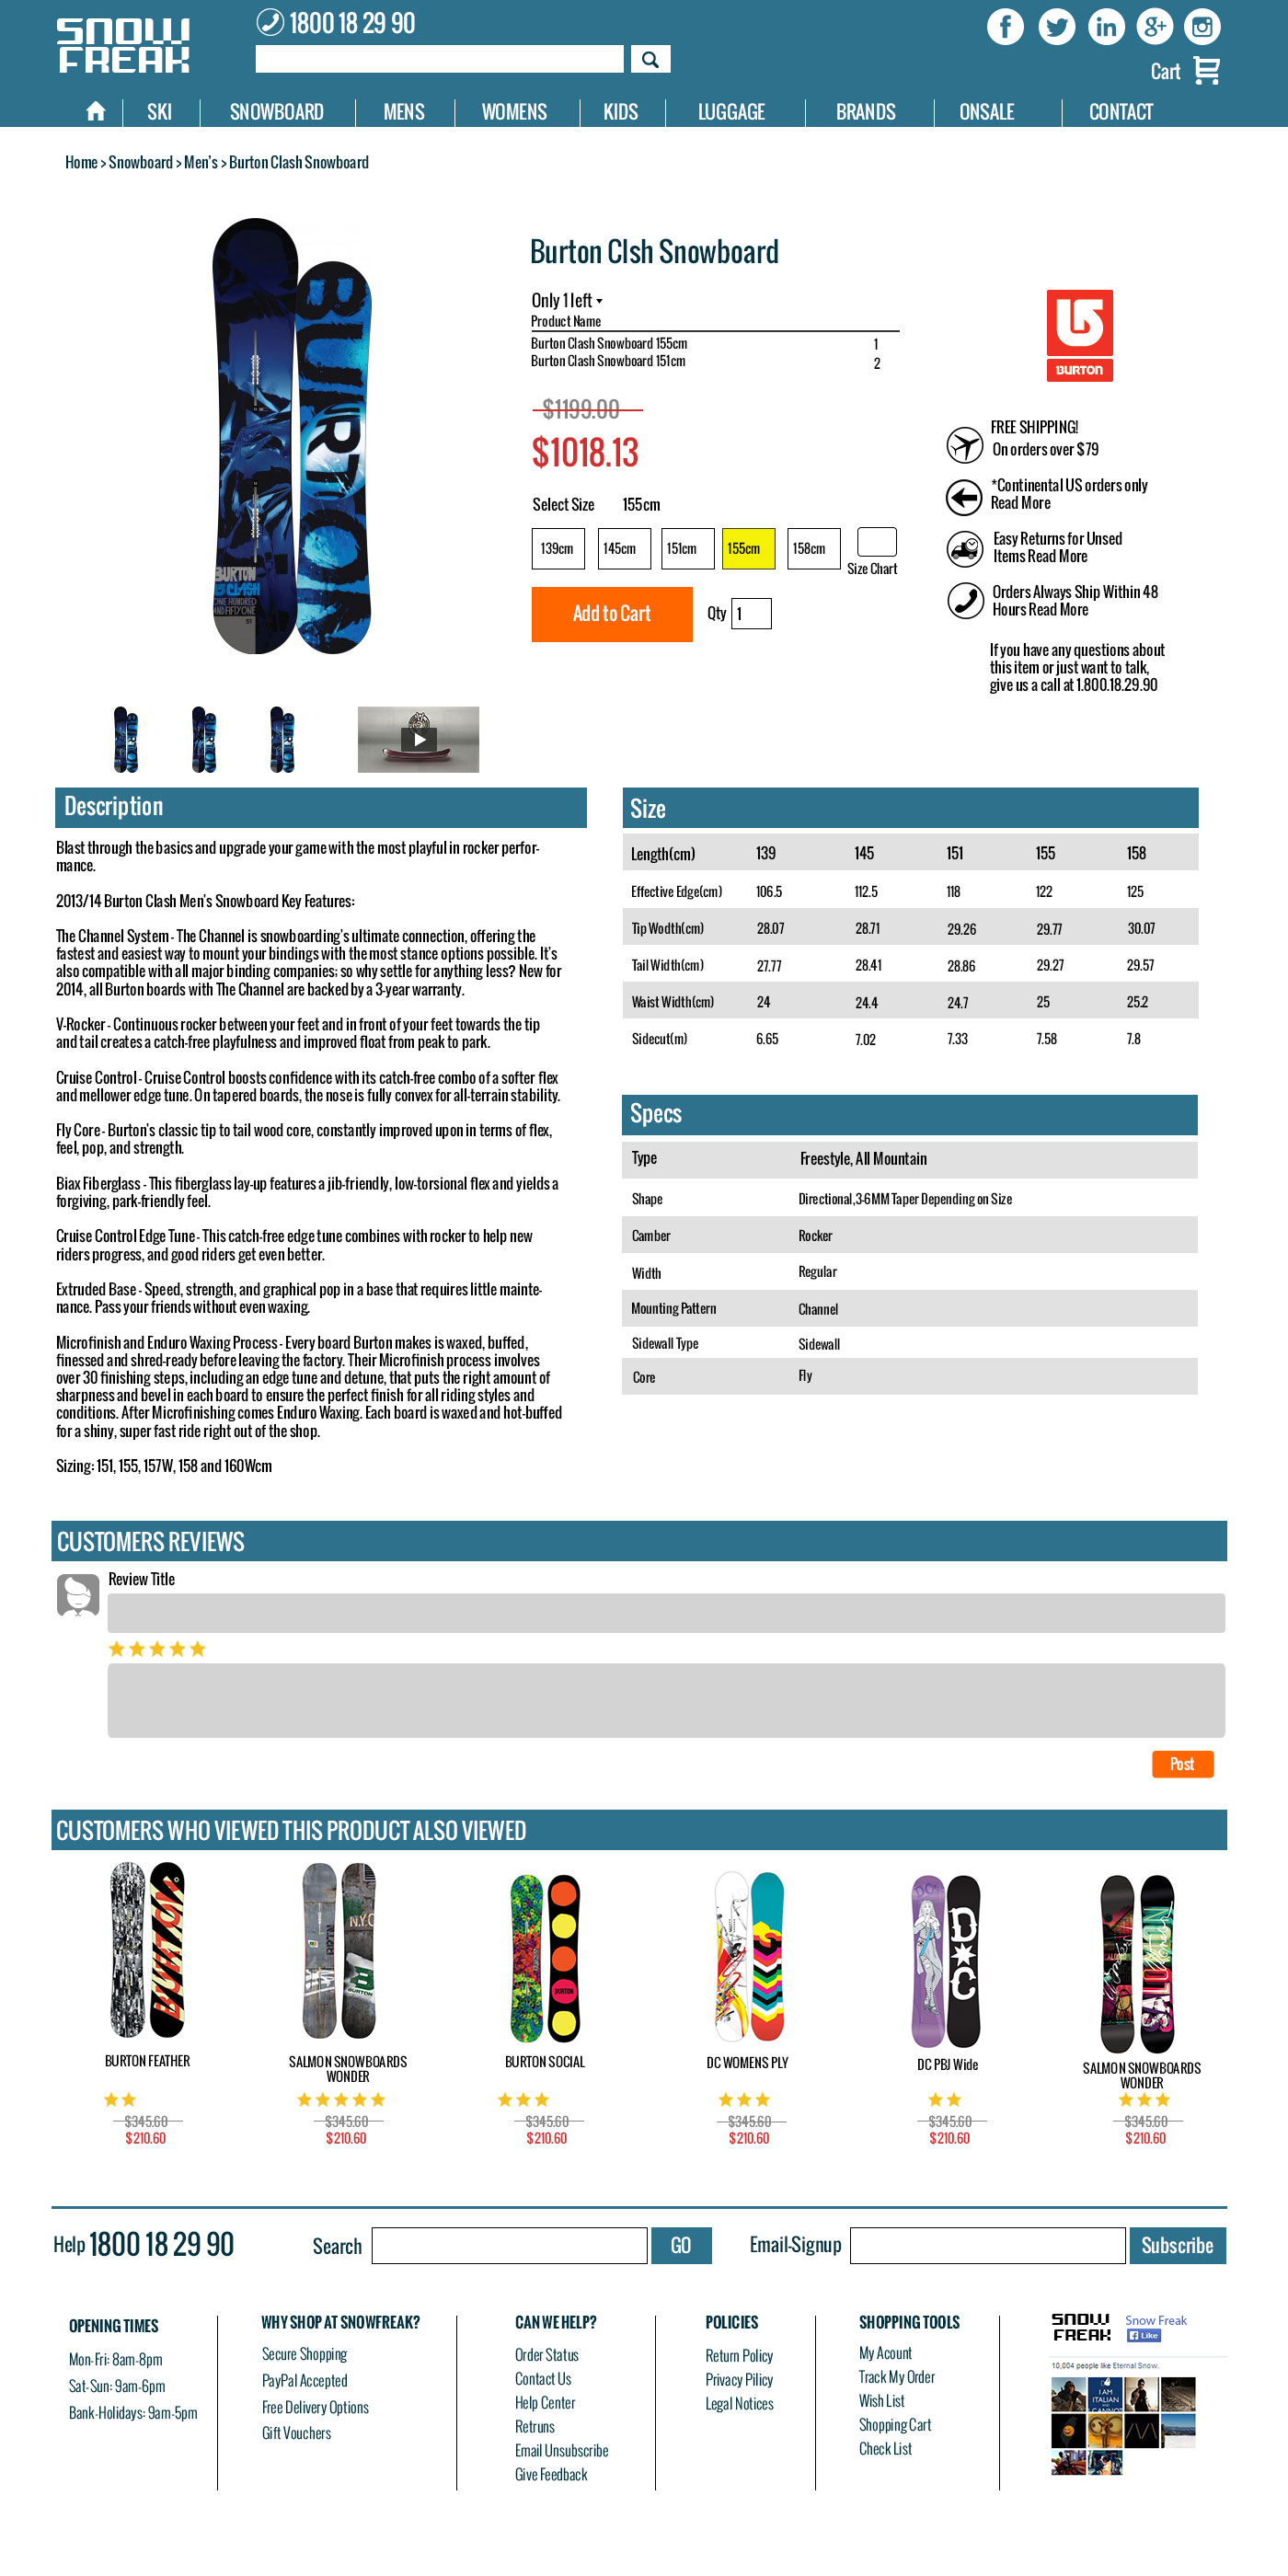 SNOW
FREAK
1800 18 29 90
Cart
SKI SNOWBOARD MENS WOMENS KIDS LUGGAGE BRANDS ONSALE CONTACT
Home > Snowboard > Men's > Burton Clash Snowboard
Burton Clsh Snowboard
Only 1 left
Product Name
Burton Clash Snowboard 155cm 1
Burton Clash Snowboard 151cm 2
$1199.00
$1018.13
Select Size 155cm
139cm 145cm 151cm 155cm 158cm
Size Chart
Add to Cart Qty 1
BURTON
BURTON
CLASH
ONE HUNDRED
AND FIFTY ONE
51
BURTON
FREE SHIPPING!
On orders over $79
*Continental US orders only
Read More
Easy Returns for Unsed
Items Read More
Orders Always Ship Within 48
Hours Read More
If you have any questions about
this item or just want to talk,
give us a call at 1.800.18.29.90
Description
Blast through the basics and upgrade your game with the most playful in rocker perfor-
mance.
2013/14 Burton Clash Men's Snowboard Key Features:
The Channel System - The Channel is snowboarding's ultimate connection, offering the
fastest and easiest way to mount your bindings with the most stance options possible. It's
also compatible with all major binding companies; so why settle for anything less? New for
2014, all Burton boards with The Channel are backed by a 3-year warranty.
V-Rocker - Continuous rocker between your feet and in front of your feet towards the tip
and tail creates a catch-free playfulness and improved float from peak to park.
Cruise Control - Cruise Control boosts confidence with its catch-free combo of a softer flex
and mellower edge tune. On tapered boards, the nose is fully convex for all-terrain stability.
Fly Core - Burton's classic tip to tail wood core, constantly improved upon in terms of flex,
feel, pop, and strength.
Biax Fiberglass - This fiberglass lay-up features a jib-friendly, low-torsional flex and yields a
forgiving, park-friendly feel.
Cruise Control Edge Tune - This catch-free edge tune combines with rocker to help new
riders progress, and good riders get even better.
Extruded Base - Speed, strength, and graphical pop in a base that requires little mainte-
nance. Pass your friends without even waxing.
Microfinish and Enduro Waxing Process - Every board Burton makes is waxed, buffed,
finessed and shred-ready before leaving the factory. Their Microfinish process involves
over 30 finishing steps, including an edge tune and detune, that puts the right amount of
sharpness and bevel in each board to ensure the perfect finish for all riding styles and
conditions. After Microfinishing comes Enduro Waxing. Each board is waxed and hot-buffed
for a shiny, super fast ride right out of the shop.
Sizing: 151, 155, 157W, 158 and 160Wcm
Size
Length(cm) 139 145 151 155 158
Effective Edge(cm) 106.5 112.5 118 122 125
Tip Wodth(cm) 28.07 28.71 29.26 29.77 30.07
Tail Width(cm) 27.77 28.41 28.86 29.27 29.57
Waist Width(cm) 24 24.4 24.7 25 25.2
Sidecut(m) 6.65 7.02 7.33 7.58 7.8
Specs
Type Freestyle, All Mountain
Shape Directional,3-6MM Taper Depending on Size
Camber Rocker
Width Regular
Mounting Pattern Channel
Sidewall Type Sidewall
Core Fly
CUSTOMERS REVIEWS
Review Title
Post
CUSTOMERS WHO VIEWED THIS PRODUCT ALSO VIEWED
BURTON
N.Y.C
BURTON
BURTON
DC
SALOMON
BURTON FEATHER
SALMON SNOWBOARDS
WONDER
BURTON SOCIAL
DC WOMENS PLY
DC PBJ Wide
SALMON SNOWBOARDS
WONDER
$345.60 $345.60 $345.60 $345.60 $345.60 $345.60
$210.60 $210.60 $210.60 $210.60 $210.60 $210.60
Help 1800 18 29 90
Search GO
Email-Signup Subscribe
OPENING TIMES
Mon-Fri: 8am-8pm
Sat-Sun: 9am-6pm
Bank-Holidays: 9am-5pm
WHY SHOP AT SNOWFREAK?
Secure Shopping
PayPal Accepted
Free Delivery Options
Gift Vouchers
CAN WE HELP?
Order Status
Contact Us
Help Center
Retruns
Email Unsubscribe
Give Feedback
POLICIES
Return Policy
Privacy Pilicy
Legal Notices
SHOPPING TOOLS
My Acount
Track My Order
Wish List
Shopping Cart
Check List
SNOW
FREAK
Snow Freak
Like
10,004 people like Eternal Snow.
I AM
ITALIAN
I CANNOT